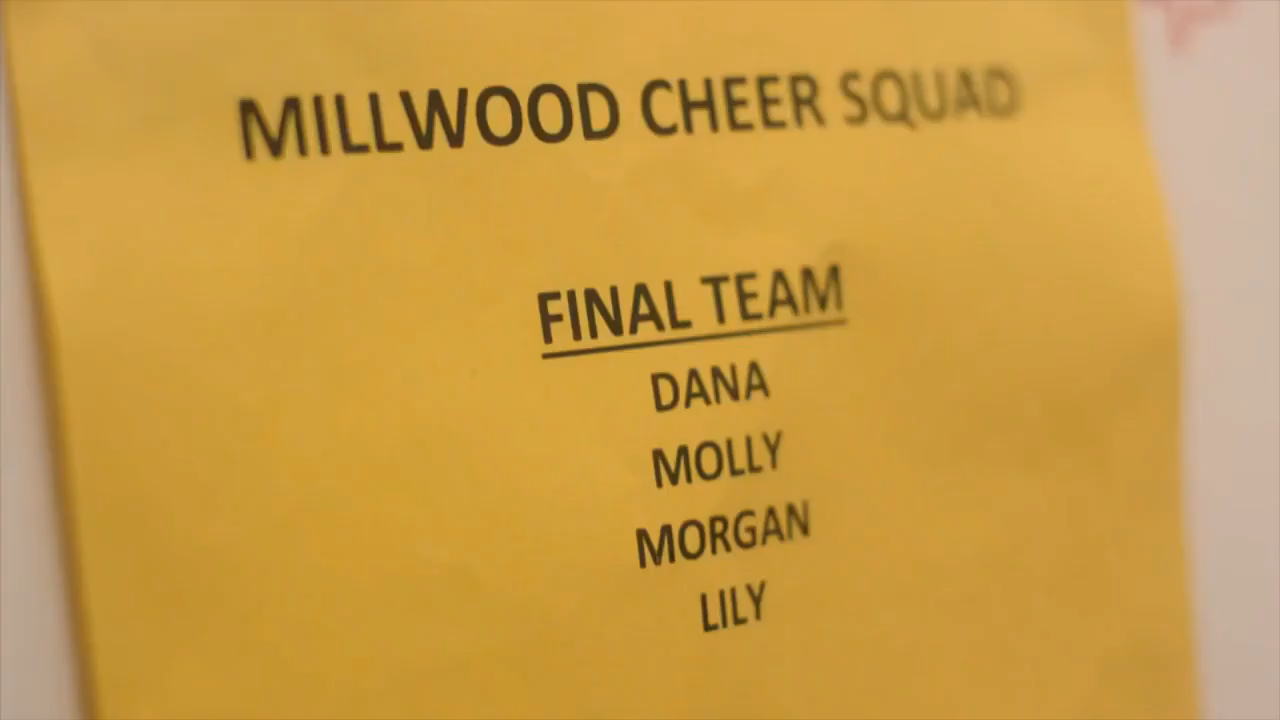 MILLWOOD CHEER SQUAD
FINAL TEAM
DANA
MOLLY
MORGAN
LILY